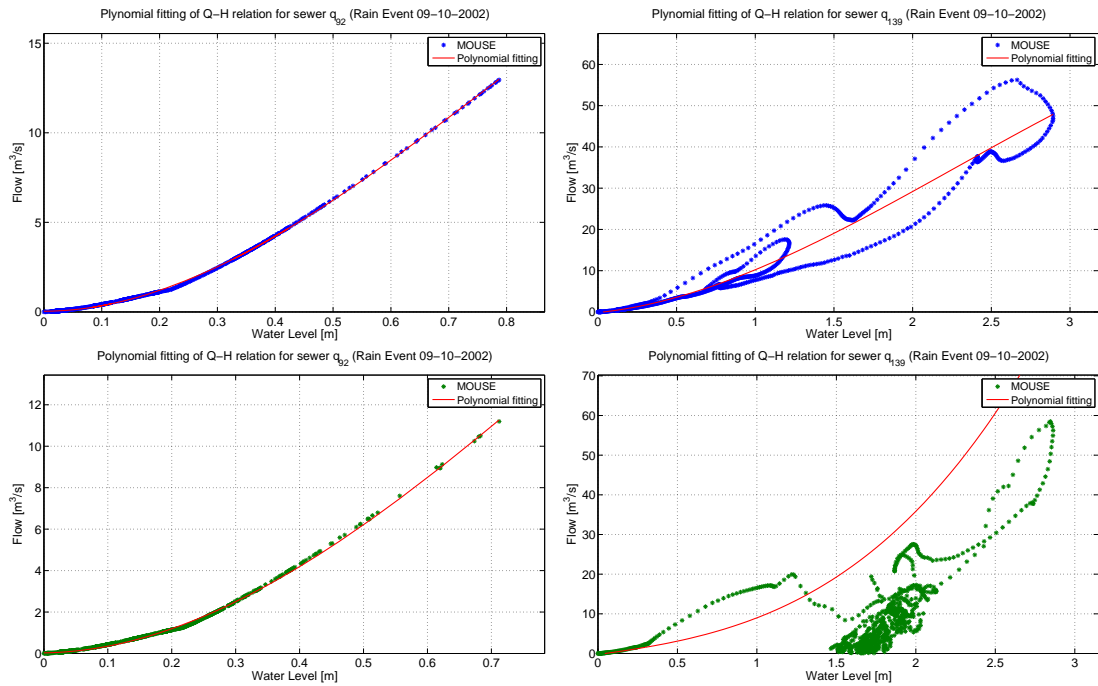 Plynomial fitting of Q−H relation for sewer q92 (Rain Event 09−10−2002)
MOUSE
Polynomial fitting
15
10
5
0
Flow [m3/s]
0 0.1 0.2 0.3 0.4 0.5 0.6 0.7 0.8
Water Level [m]
Plynomial fitting of Q−H relation for sewer q139 (Rain Event 09−10−2002)
MOUSE
Polynomial fitting
60
50
40
30
20
10
0
Flow [m3/s]
0 0.5 1 1.5 2 2.5 3
Water Level [m]
Polynomial fitting of Q−H relation for sewer q92 (Rain Event 09−10−2002)
MOUSE
Polynomial fitting
12
10
8
6
4
2
0
Flow [m3/s]
0 0.1 0.2 0.3 0.4 0.5 0.6 0.7
Water Level [m]
Polynomial fitting of Q−H relation for sewer q139 (Rain Event 09−10−2002)
MOUSE
Polynomial fitting
70
60
50
40
30
20
10
0
Flow [m3/s]
0 0.5 1 1.5 2 2.5 3
Water Level [m]